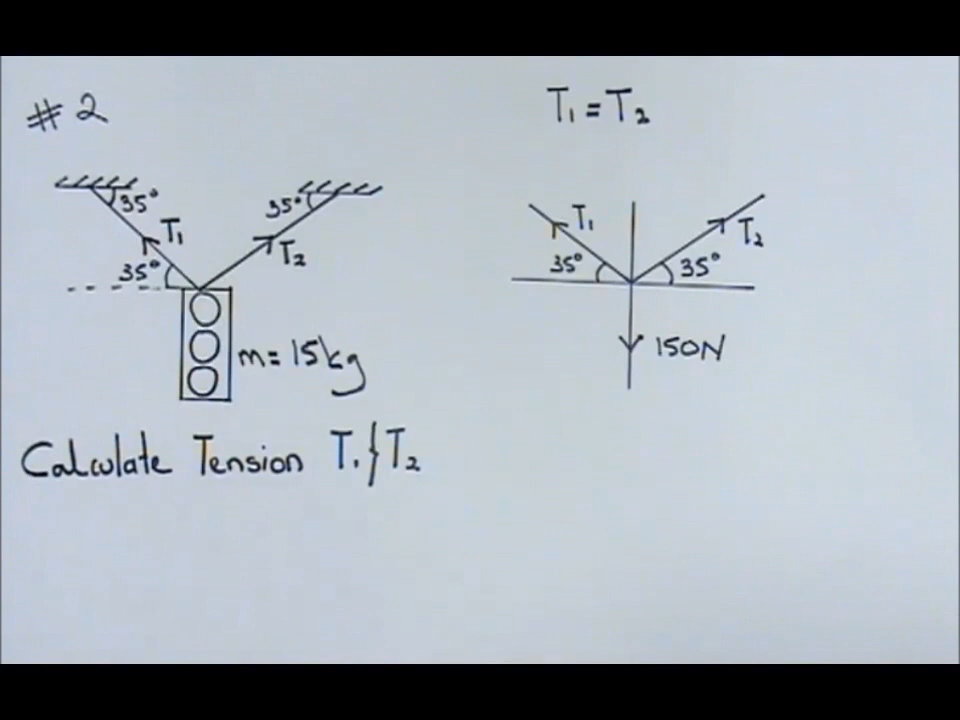 #2
T₁ = T₂
35°
35°
T₁
T₂
35°
m = 15kg
Calculate Tension T₁ } T₂
T₁
T₂
35°
35°
150N